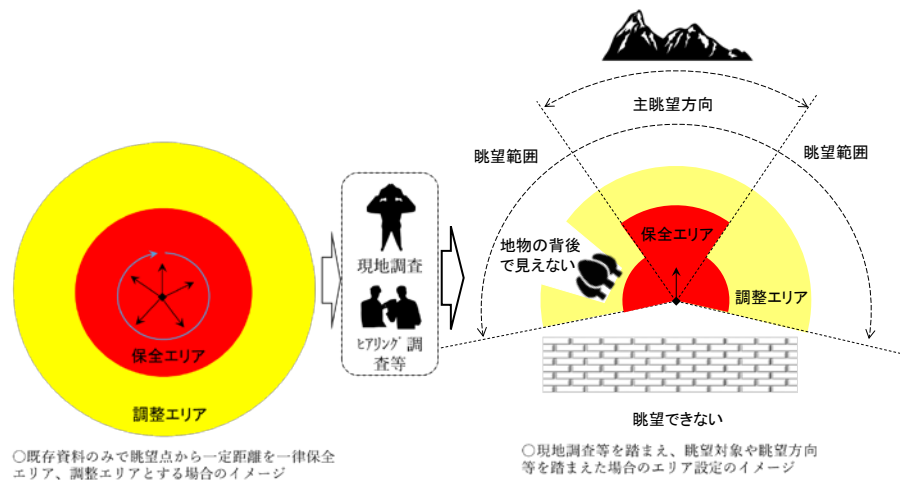 保全エリア
調整エリア
○既存資料のみで眺望点から一定距離を一律保全
エリア、調整エリアとする場合のイメージ
現地調査
ﾋｱﾘﾝｸﾞ調
査等
主眺望方向
眺望範囲
眺望範囲
地物の背後
で見えない
保全エリア
調整エリア
眺望できない
○現地調査等を踏まえ、眺望対象や眺望方向
等を踏まえた場合のエリア設定のイメージ